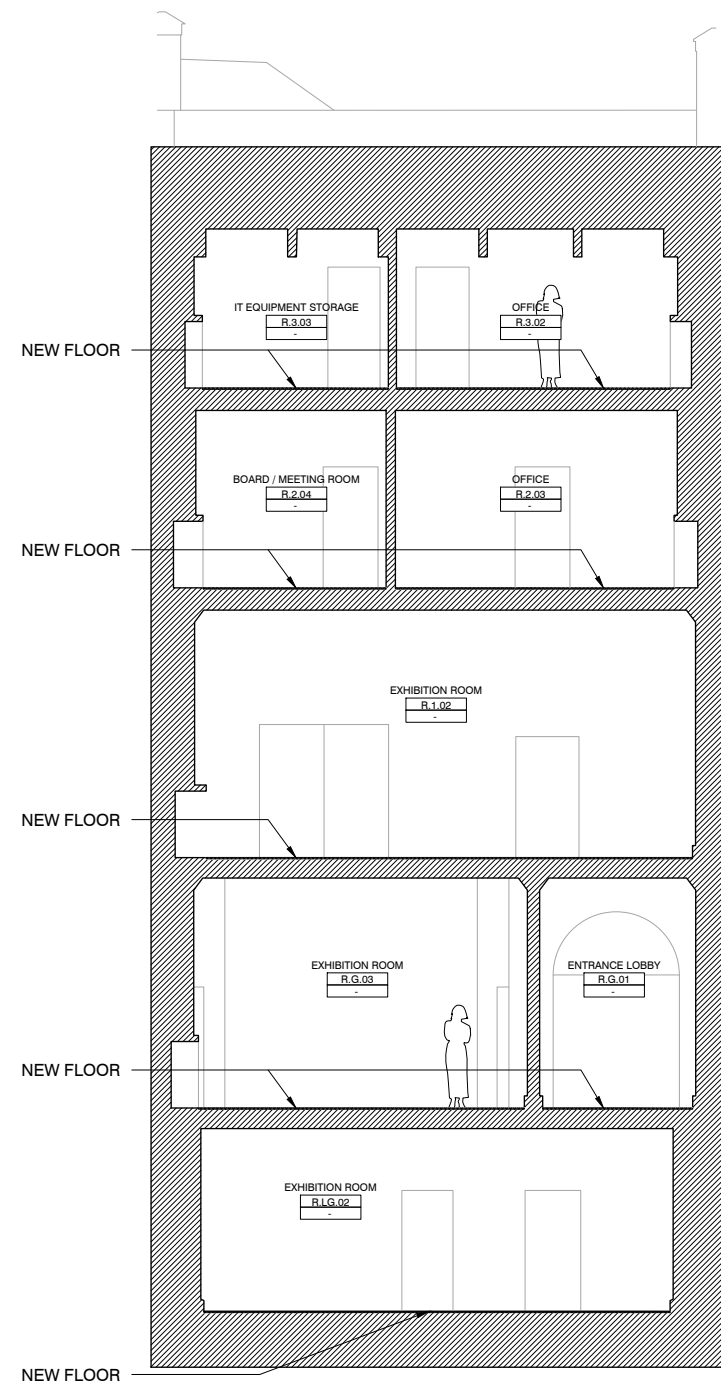 IT EQUIPMENT STORAGE
R.3.03
-
OFFICE
R.3.02
-
NEW FLOOR
BOARD / MEETING ROOM
R.2.04
-
OFFICE
R.2.03
-
NEW FLOOR
EXHIBITION ROOM
R.1.02
-
NEW FLOOR
EXHIBITION ROOM
R.G.03
-
ENTRANCE LOBBY
R.G.01
-
NEW FLOOR
EXHIBITION ROOM
R.LG.02
-
NEW FLOOR